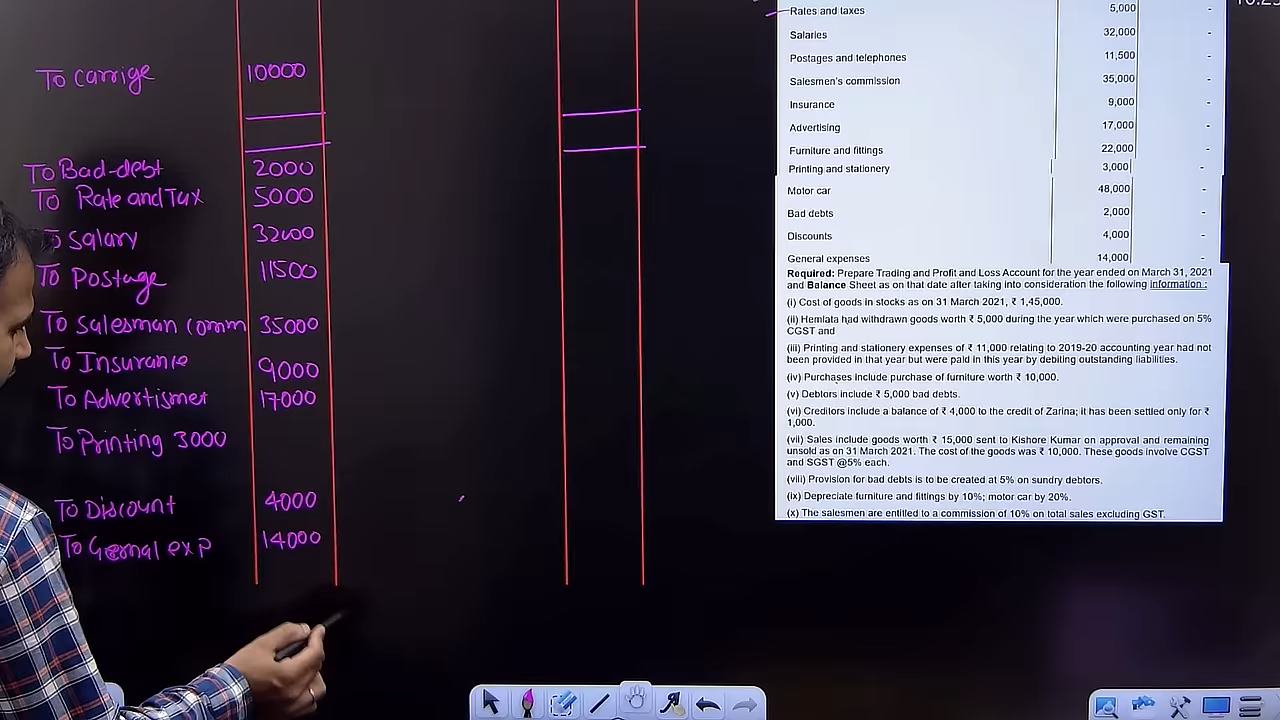 Rates and taxes 5,000 -
Salaries 32,000 -
Postages and telephones 11,500 -
Salesmen's commission 35,000 -
Insurance 9,000 -
Advertising 17,000 -
Furniture and fittings 22,000 -
Printing and stationery 3,000 -
Motor car 48,000 -
Bad debts 2,000 -
Discounts 4,000 -
General expenses 14,000 -
Required: Prepare Trading and Profit and Loss Account for the year ended on March 31, 2021
and Balance Sheet as on that date after taking into consideration the following information :
(i) Cost of goods in stocks as on 31 March 2021, ₹ 1,45,000.
(ii) Hemlata had withdrawn goods worth ₹ 5,000 during the year which were purchased on 5%
CGST and
(iii) Printing and stationery expenses of ₹ 11,000 relating to 2019-20 accounting year had not
been provided in that year but were paid in this year by debiting outstanding liabilities.
(iv) Purchases include purchase of furniture worth ₹ 10,000.
(v) Debtors include ₹ 5,000 bad debts.
(vi) Creditors include a balance of ₹ 4,000 to the credit of Zarina; it has been settled only for ₹
1,000.
(vii) Sales include goods worth ₹ 15,000 sent to Kishore Kumar on approval and remaining
unsold as on 31 March 2021. The cost of the goods was ₹ 10,000. These goods involve CGST
and SGST @5% each.
(viii) Provision for bad debts is to be created at 5% on sundry debtors.
(ix) Depreciate furniture and fittings by 10%; motor car by 20%.
(x) The salesmen are entitled to a commission of 10% on total sales excluding GST.
To Carrige 10000
To Bad-debt 2000
To Rate and Tax 5000
To Salary 32000
To Postage 11500
To Salesman Comm 35000
To Insurance 9000
To Advertismet 17000
To Printing 3000
To Discount 4000
To Gernal exp 14000